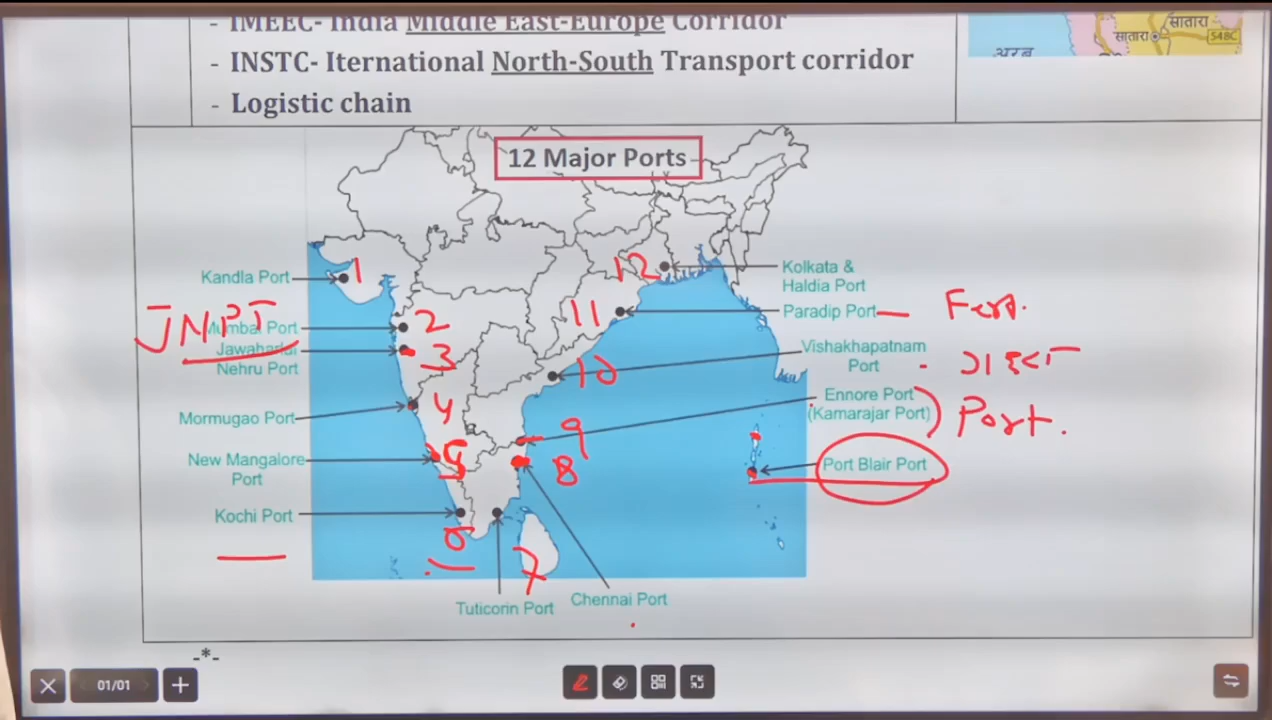 - IMEEC- India Middle East-Europe Corridor
- INSTC- Iternational North-South Transport corridor
- Logistic chain
सातारा
सातारा
548C
अरब
12 Major Ports
Kandla Port
1
JNPT
Mumbai Port
2
Jawaharlal
Nehru Port
3
Mormugao Port
4
New Mangalore
Port
5
Kochi Port
6
Tuticorin Port
7
Chennai Port
8
Ennore Port
(Kamarajar Port)
9
Vishakhapatnam
Port
10
Paradip Port
11
Kolkata &
Haldia Port
12
Port Blair Port
Port.
-*-
01/01